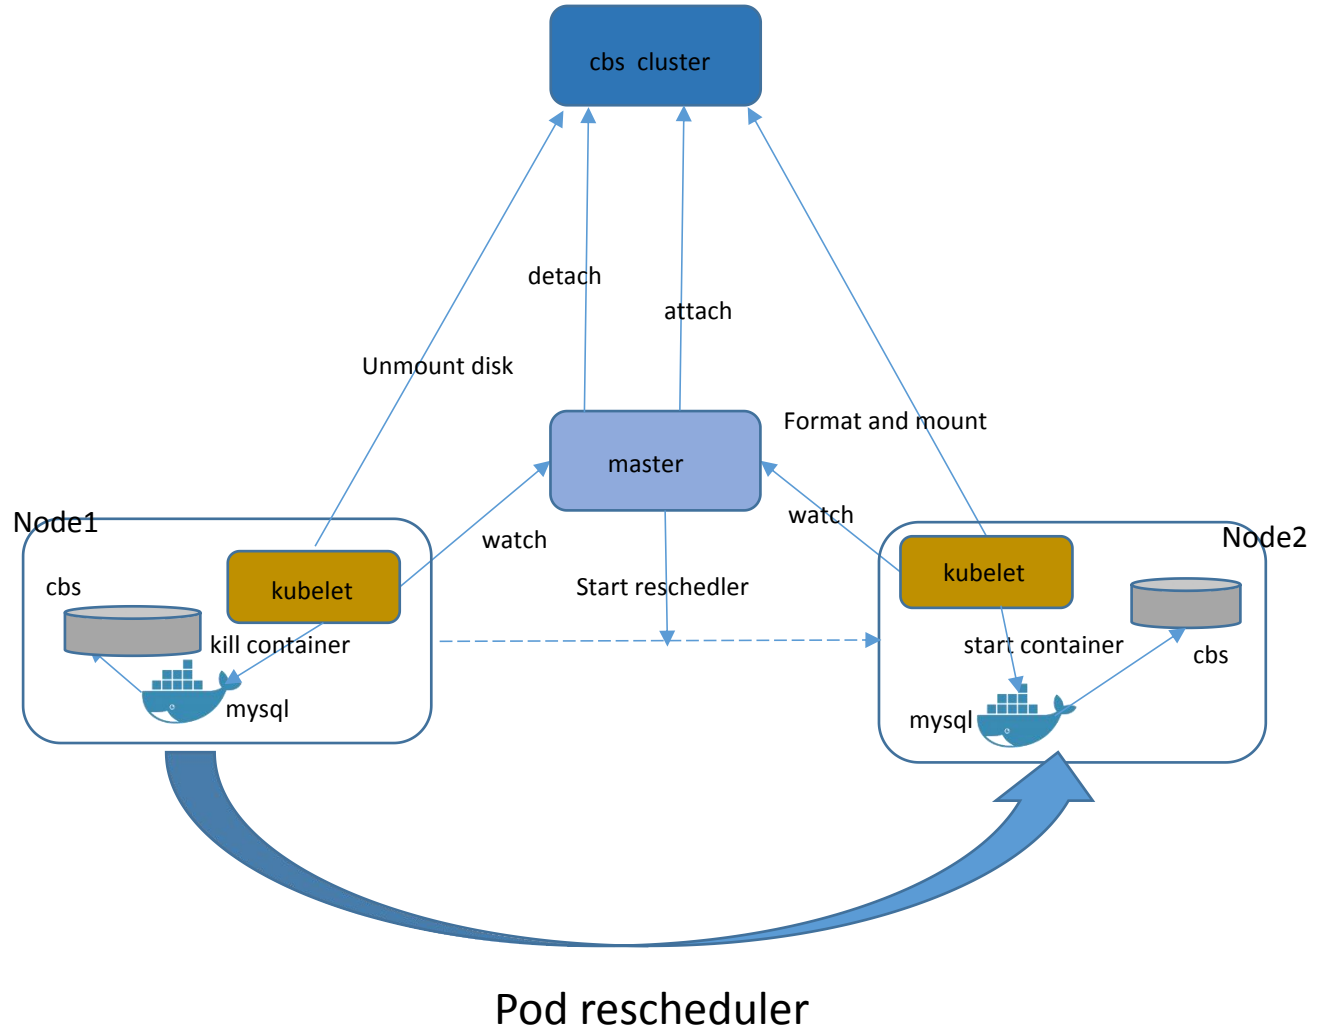 cbs  cluster
detach
attach
Unmount disk
Format and mount
master
Node1
watch
watch
Node2
cbs
kubelet
Start reschedler
kubelet
kill container
start container
cbs
mysql
mysql
Pod rescheduler